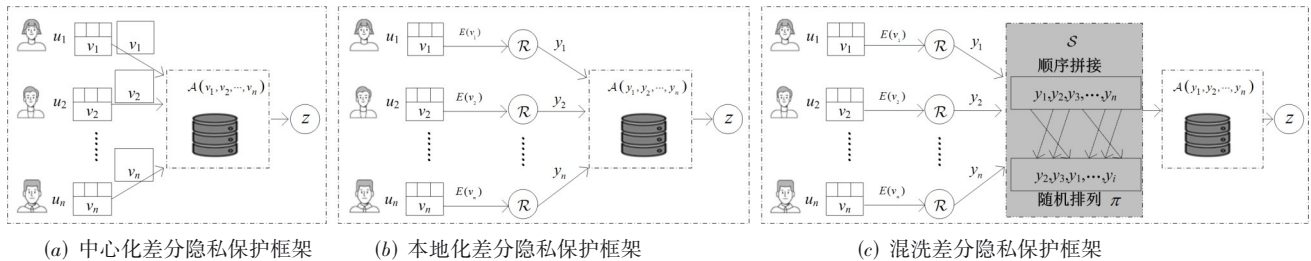 u₁
v₁
v₁
u₂
v₂
v₂
uₙ
vₙ
vₙ
𝒜(v₁,v₂,⋯,vₙ)
z
(a) 中心化差分隐私保护框架
u₁
v₁
E(v₁)
ℛ
y₁
u₂
v₂
E(v₂)
ℛ
y₂
uₙ
vₙ
E(vₙ)
ℛ
yₙ
𝒜(y₁,y₂,⋯,yₙ)
z
(b) 本地化差分隐私保护框架
u₁
v₁
E(v₁)
ℛ
y₁
u₂
v₂
E(v₂)
ℛ
y₂
uₙ
vₙ
E(vₙ)
ℛ
yₙ
𝒮
顺序拼接
y₁,y₂,y₃,⋯,yₙ
y₂,y₃,y₁,⋯,yᵢ
随机排列 π
𝒜(y₁,y₂,⋯,yₙ)
z
(c) 混洗差分隐私保护框架